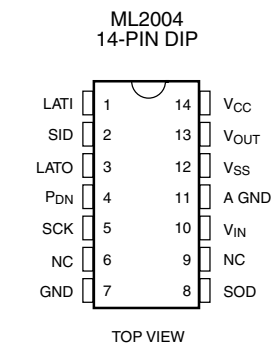 ML2004
14-PIN DIP
LATI 1 14 VCC
SID 2 13 VOUT
LATO 3 12 VSS
PDN 4 11 A GND
SCK 5 10 VIN
NC 6 9 NC
GND 7 8 SOD
TOP VIEW